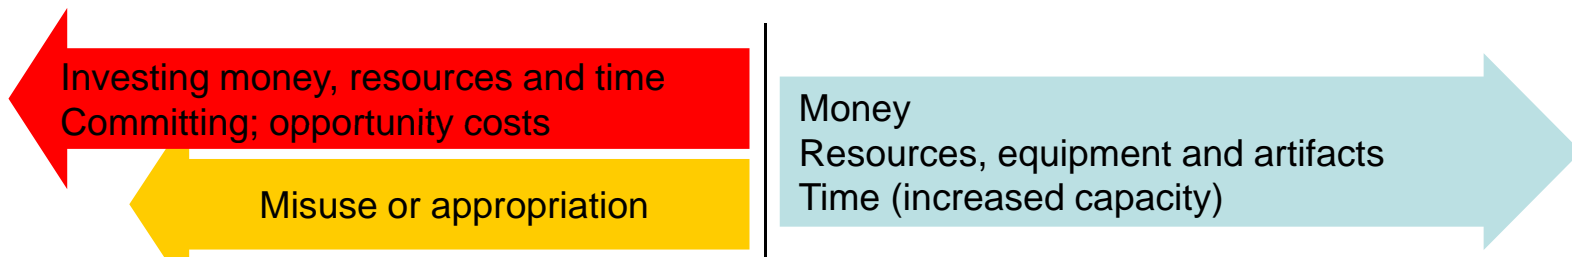 Investing money, resources and time
Committing; opportunity costs
Misuse or appropriation
Money
Resources, equipment and artifacts
Time (increased capacity)